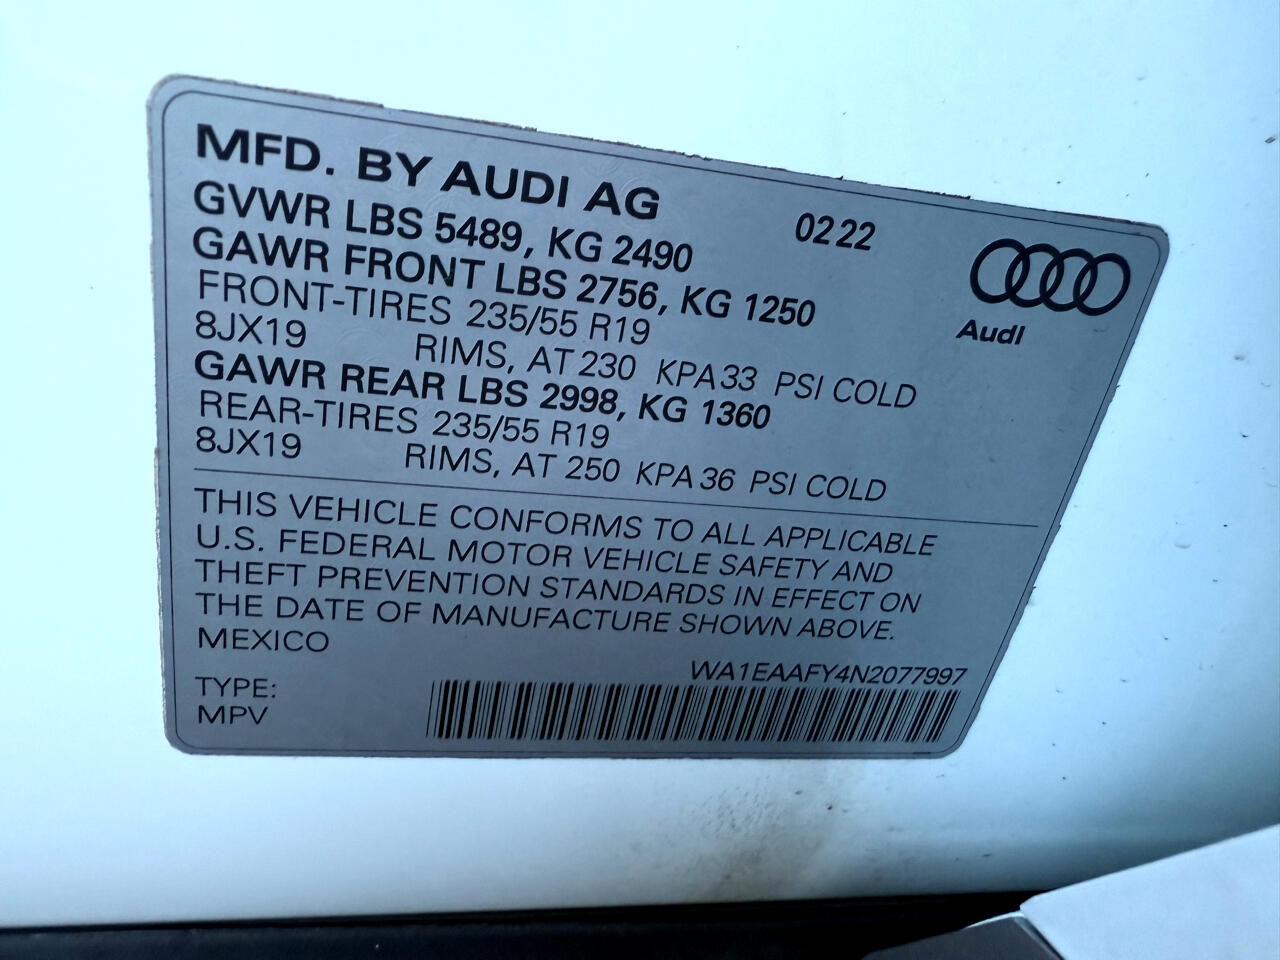 MFD. BY AUDI AG
02 22
GVWR LBS 5489, KG 2490
GAWR FRONT LBS 2756, KG 1250
FRONT-TIRES 235/55 R19
8JX19 RIMS, AT 230 KPA 33 PSI COLD
Audi
GAWR REAR LBS 2998, KG 1360
REAR-TIRES 235/55 R19
8JX19 RIMS, AT 250 KPA 36 PSI COLD
THIS VEHICLE CONFORMS TO ALL APPLICABLE
U.S. FEDERAL MOTOR VEHICLE SAFETY AND
THEFT PREVENTION STANDARDS IN EFFECT ON
THE DATE OF MANUFACTURE SHOWN ABOVE.
MEXICO
WA1EAAFY4N2077997
TYPE:
MPV